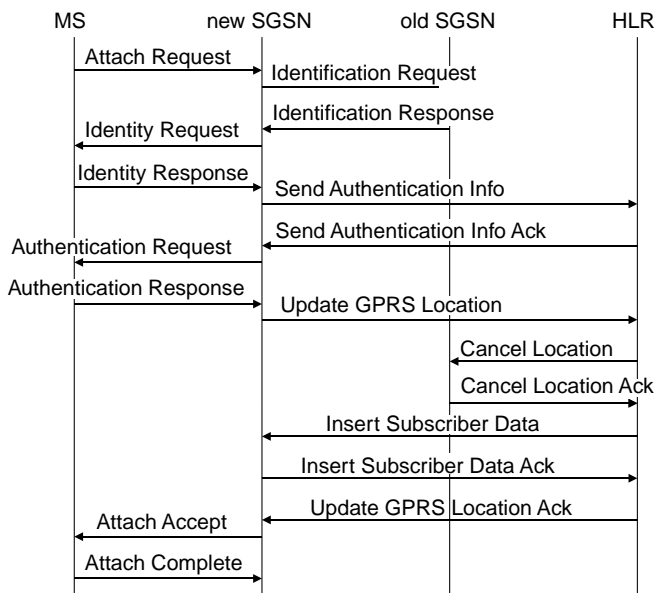 MS new SGSN old SGSN HLR
Attach Request
Identification Request
Identification Response
Identity Request
Identity Response
Send Authentication Info
Send Authentication Info Ack
Authentication Request
Authentication Response
Update GPRS Location
Cancel Location
Cancel Location Ack
Insert Subscriber Data
Insert Subscriber Data Ack
Update GPRS Location Ack
Attach Accept
Attach Complete